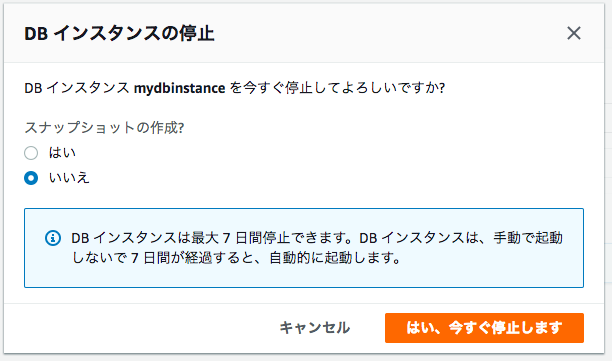 DB インスタンスの停止
DB インスタンス mydbinstance を今すぐ停止してよろしいですか?
スナップショットの作成?
はい
いいえ
DB インスタンスは最大 7 日間停止できます。DB インスタンスは、手動で起動
しないで 7 日間が経過すると、自動的に起動します。
キャンセル
はい、今すぐ停止します